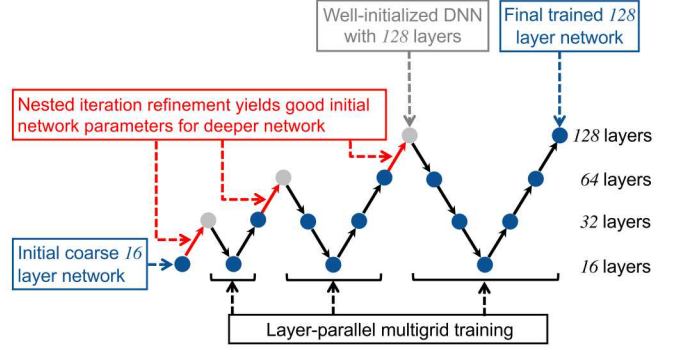 Well-initialized DNN
with 128 layers
Final trained 128
layer network
Nested iteration refinement yields good initial
network parameters for deeper network
128 layers
64 layers
32 layers
16 layers
Initial coarse 16
layer network
Layer-parallel multigrid training